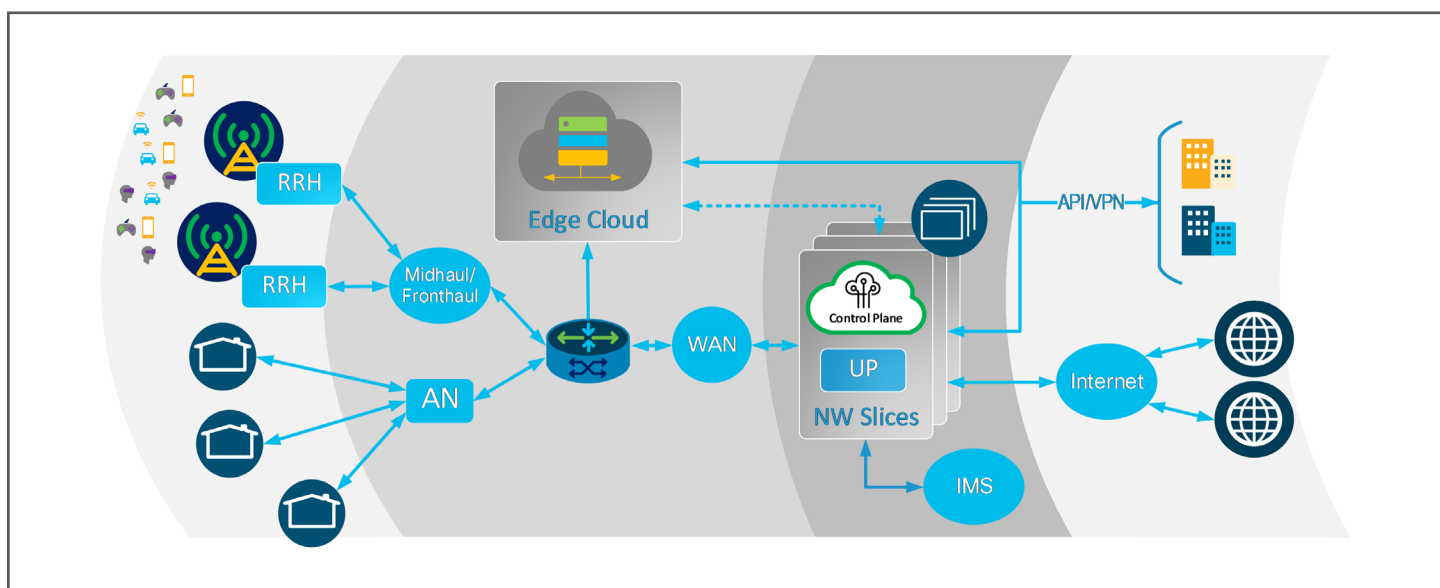 RRH
RRH
Midhaul/
Fronthaul
AN
Edge Cloud
WAN
Control Plane
UP
NW Slices
IMS
API/VPN
Internet